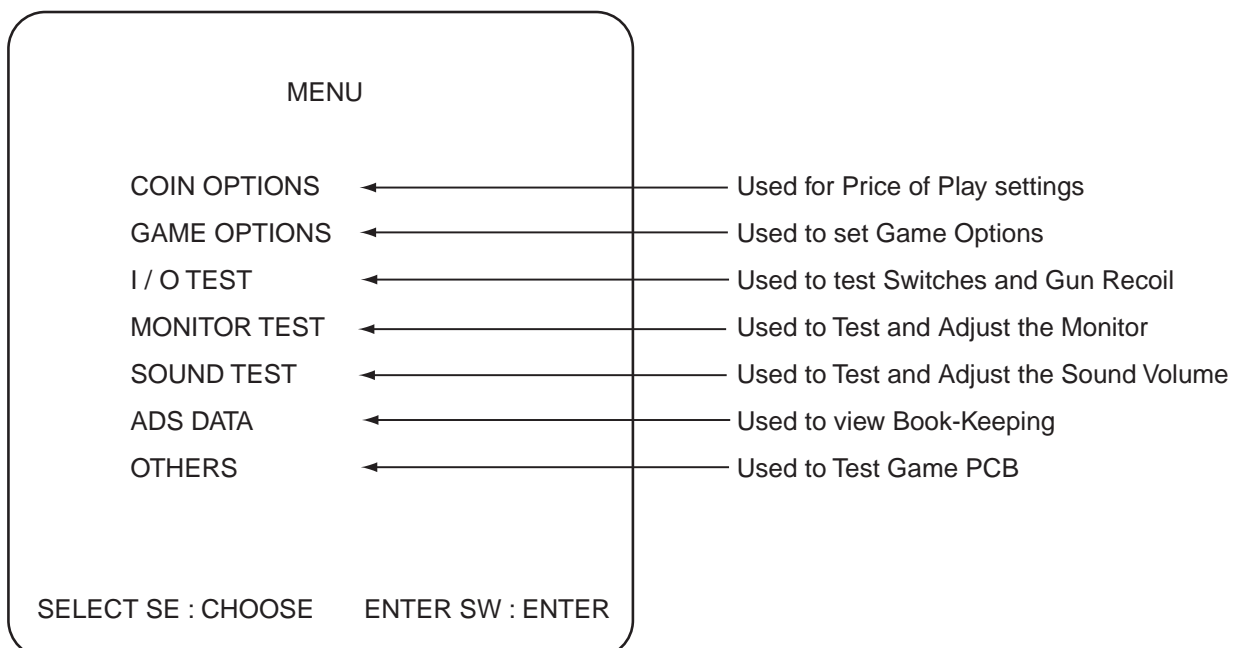 MENU
COIN OPTIONS Used for Price of Play settings
GAME OPTIONS Used to set Game Options
I / O TEST Used to test Switches and Gun Recoil
MONITOR TEST Used to Test and Adjust the Monitor
SOUND TEST Used to Test and Adjust the Sound Volume
ADS DATA Used to view Book-Keeping
OTHERS Used to Test Game PCB
SELECT SE : CHOOSE ENTER SW : ENTER